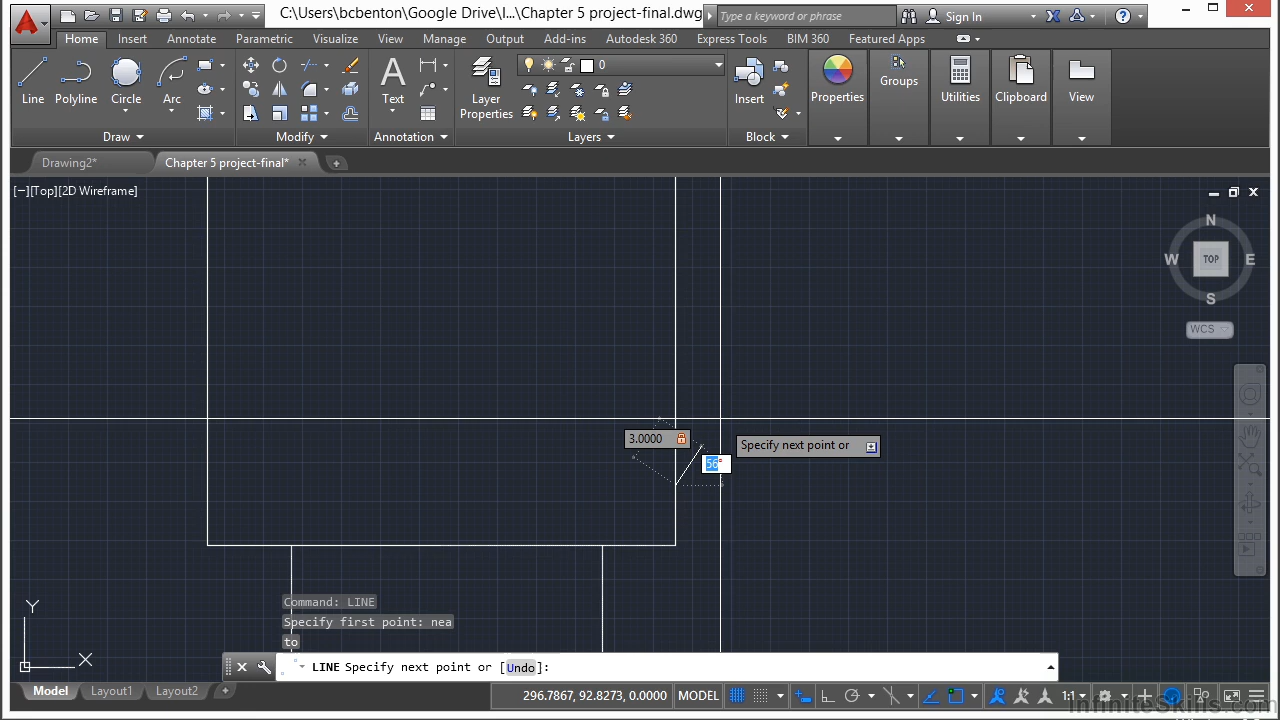 C:\Users\bcbenton\Google Drive\I...\Chapter 5 project-final.dwg
Type a keyword or phrase
Sign In
Home Insert Annotate Parametric Visualize View Manage Output Add-ins Autodesk 360 Express Tools BIM 360 Featured Apps
0
Line Polyline Circle Arc
Text
Layer Properties
Insert
Properties
Groups
Utilities
Clipboard
View
Draw Modify Annotation Layers Block
Drawing2* Chapter 5 project-final*
[−][Top][2D Wireframe]
N
W TOP E
S
WCS
3.0000
Specify next point or
56°
Command: LINE
Specify first point: nea
to
Y
X
LINE Specify next point or [Undo]:
Model Layout1 Layout2
296.7867, 92.8273, 0.0000 MODEL 1:1
InfiniteSkills.com